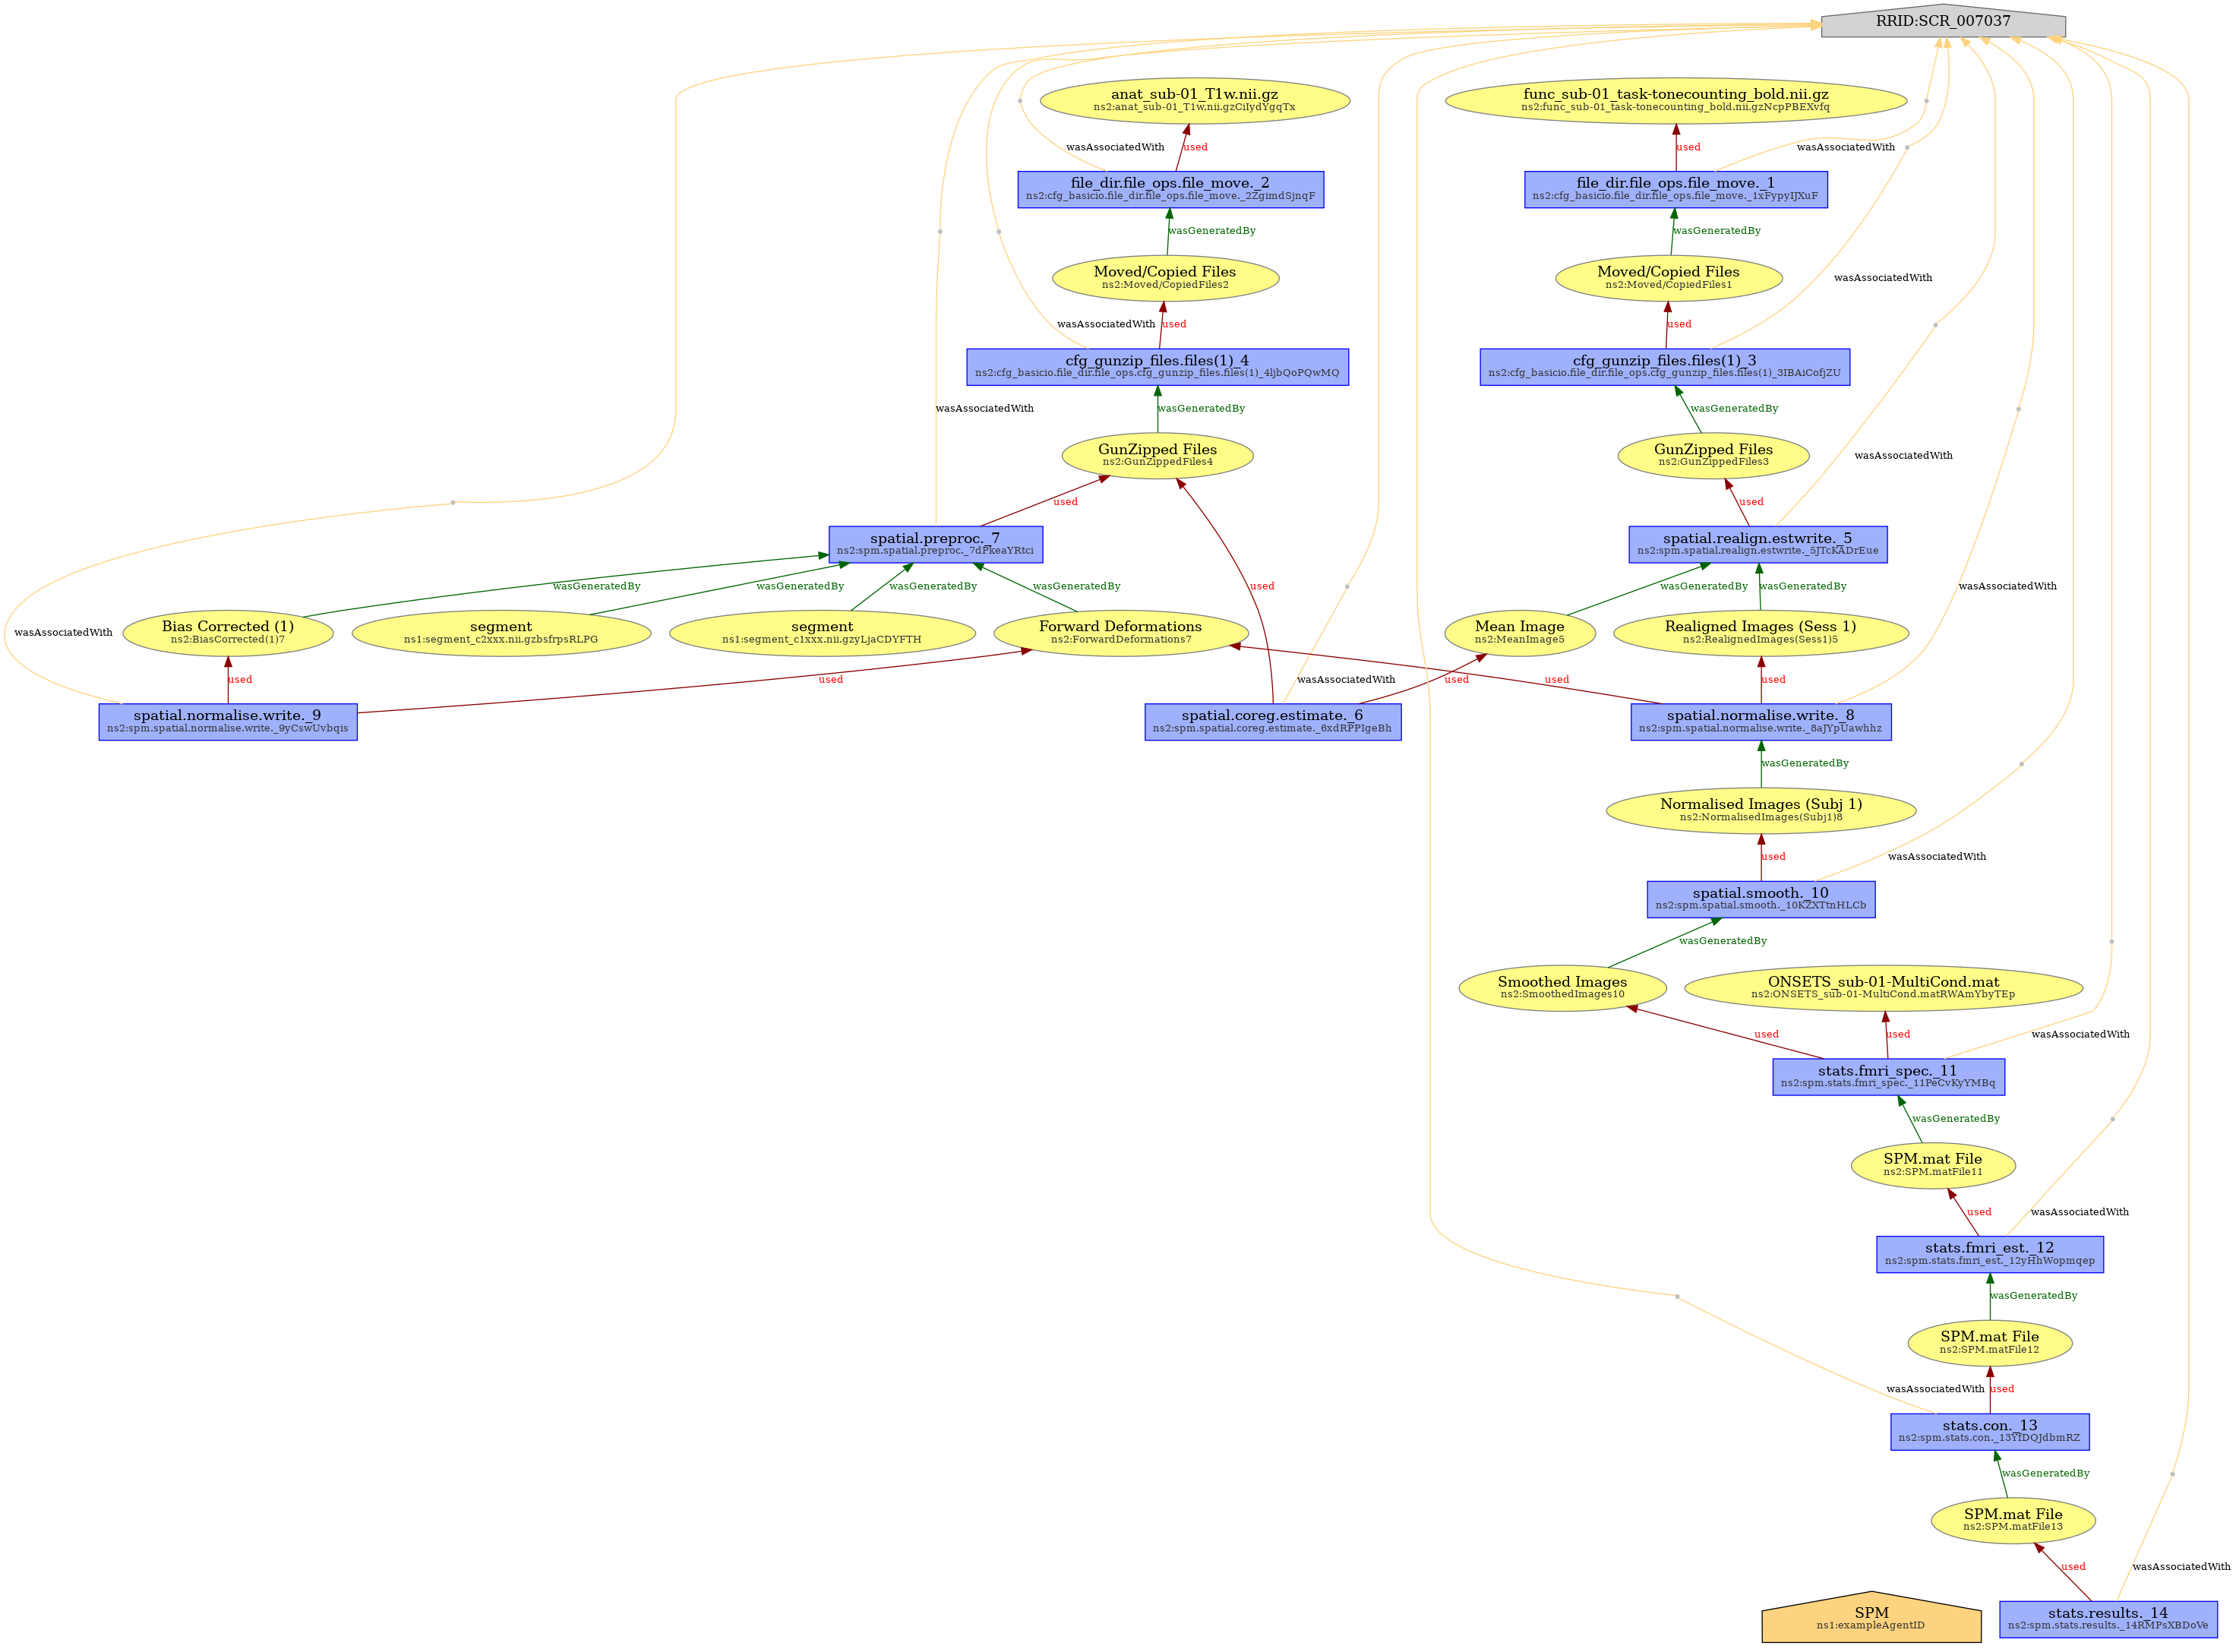 RRID:SCR_007037
anat_sub-01_T1w.nii.gz
ns2:anat_sub-01_T1w.nii.gzCiIydYgqTx
func_sub-01_task-tonecounting_bold.nii.gz
ns2:func_sub-01_task-tonecounting_bold.nii.gzNcpPBEXvfq
wasAssociatedWith
used
used
wasAssociatedWith
file_dir.file_ops.file_move._2
ns2:cfg_basicio.file_dir.file_ops.file_move._2ZgimdSjnqF
file_dir.file_ops.file_move._1
ns2:cfg_basicio.file_dir.file_ops.file_move._1xFypyIJXuF
wasGeneratedBy
wasGeneratedBy
Moved/Copied Files
ns2:Moved/CopiedFiles2
Moved/Copied Files
ns2:Moved/CopiedFiles1
wasAssociatedWith
wasAssociatedWith
used
used
cfg_gunzip_files.files(1)_4
ns2:cfg_basicio.file_dir.file_ops.cfg_gunzip_files.files(1)_4ljbQoPQwMQ
cfg_gunzip_files.files(1)_3
ns2:cfg_basicio.file_dir.file_ops.cfg_gunzip_files.files(1)_3IBAiCofjZU
wasAssociatedWith
wasGeneratedBy
wasGeneratedBy
GunZipped Files
ns2:GunZippedFiles4
GunZipped Files
ns2:GunZippedFiles3
wasAssociatedWith
used
used
spatial.preproc._7
ns2:spm.spatial.preproc._7dPkeaYRtci
spatial.realign.estwrite._5
ns2:spm.spatial.realign.estwrite._5JTcKADrEue
wasGeneratedBy
wasGeneratedBy
wasGeneratedBy
wasGeneratedBy
used
wasGeneratedBy
wasGeneratedBy
wasAssociatedWith
wasAssociatedWith
Bias Corrected (1)
ns2:BiasCorrected(1)7
segment
ns1:segment_c2xxx.nii.gzbsfrpsRLPG
segment
ns1:segment_c1xxx.nii.gzyLjaCDYFTH
Forward Deformations
ns2:ForwardDeformations7
Mean Image
ns2:MeanImage5
Realigned Images (Sess 1)
ns2:RealignedImages(Sess1)5
used
used
wasAssociatedWith
used
used
used
spatial.normalise.write._9
ns2:spm.spatial.normalise.write._9yCswUvbqis
spatial.coreg.estimate._6
ns2:spm.spatial.coreg.estimate._6xdRPPIgeBh
spatial.normalise.write._8
ns2:spm.spatial.normalise.write._8aJYpUawhhz
wasGeneratedBy
Normalised Images (Subj 1)
ns2:NormalisedImages(Subj1)8
used
wasAssociatedWith
spatial.smooth._10
ns2:spm.spatial.smooth._10KZXTtnHLCb
wasGeneratedBy
Smoothed Images
ns2:SmoothedImages10
ONSETS_sub-01-MultiCond.mat
ns2:ONSETS_sub-01-MultiCond.matRWAmYbyTEp
used
used
wasAssociatedWith
stats.fmri_spec._11
ns2:spm.stats.fmri_spec._11PeCvKyYMBq
wasGeneratedBy
SPM.mat File
ns2:SPM.matFile11
used
wasAssociatedWith
stats.fmri_est._12
ns2:spm.stats.fmri_est._12yHhWopmqep
wasGeneratedBy
SPM.mat File
ns2:SPM.matFile12
wasAssociatedWith
used
stats.con._13
ns2:spm.stats.con._13YfDQJdbmRZ
wasGeneratedBy
SPM.mat File
ns2:SPM.matFile13
used
wasAssociatedWith
SPM
ns1:exampleAgentID
stats.results._14
ns2:spm.stats.results._14RMPsXBDoVe